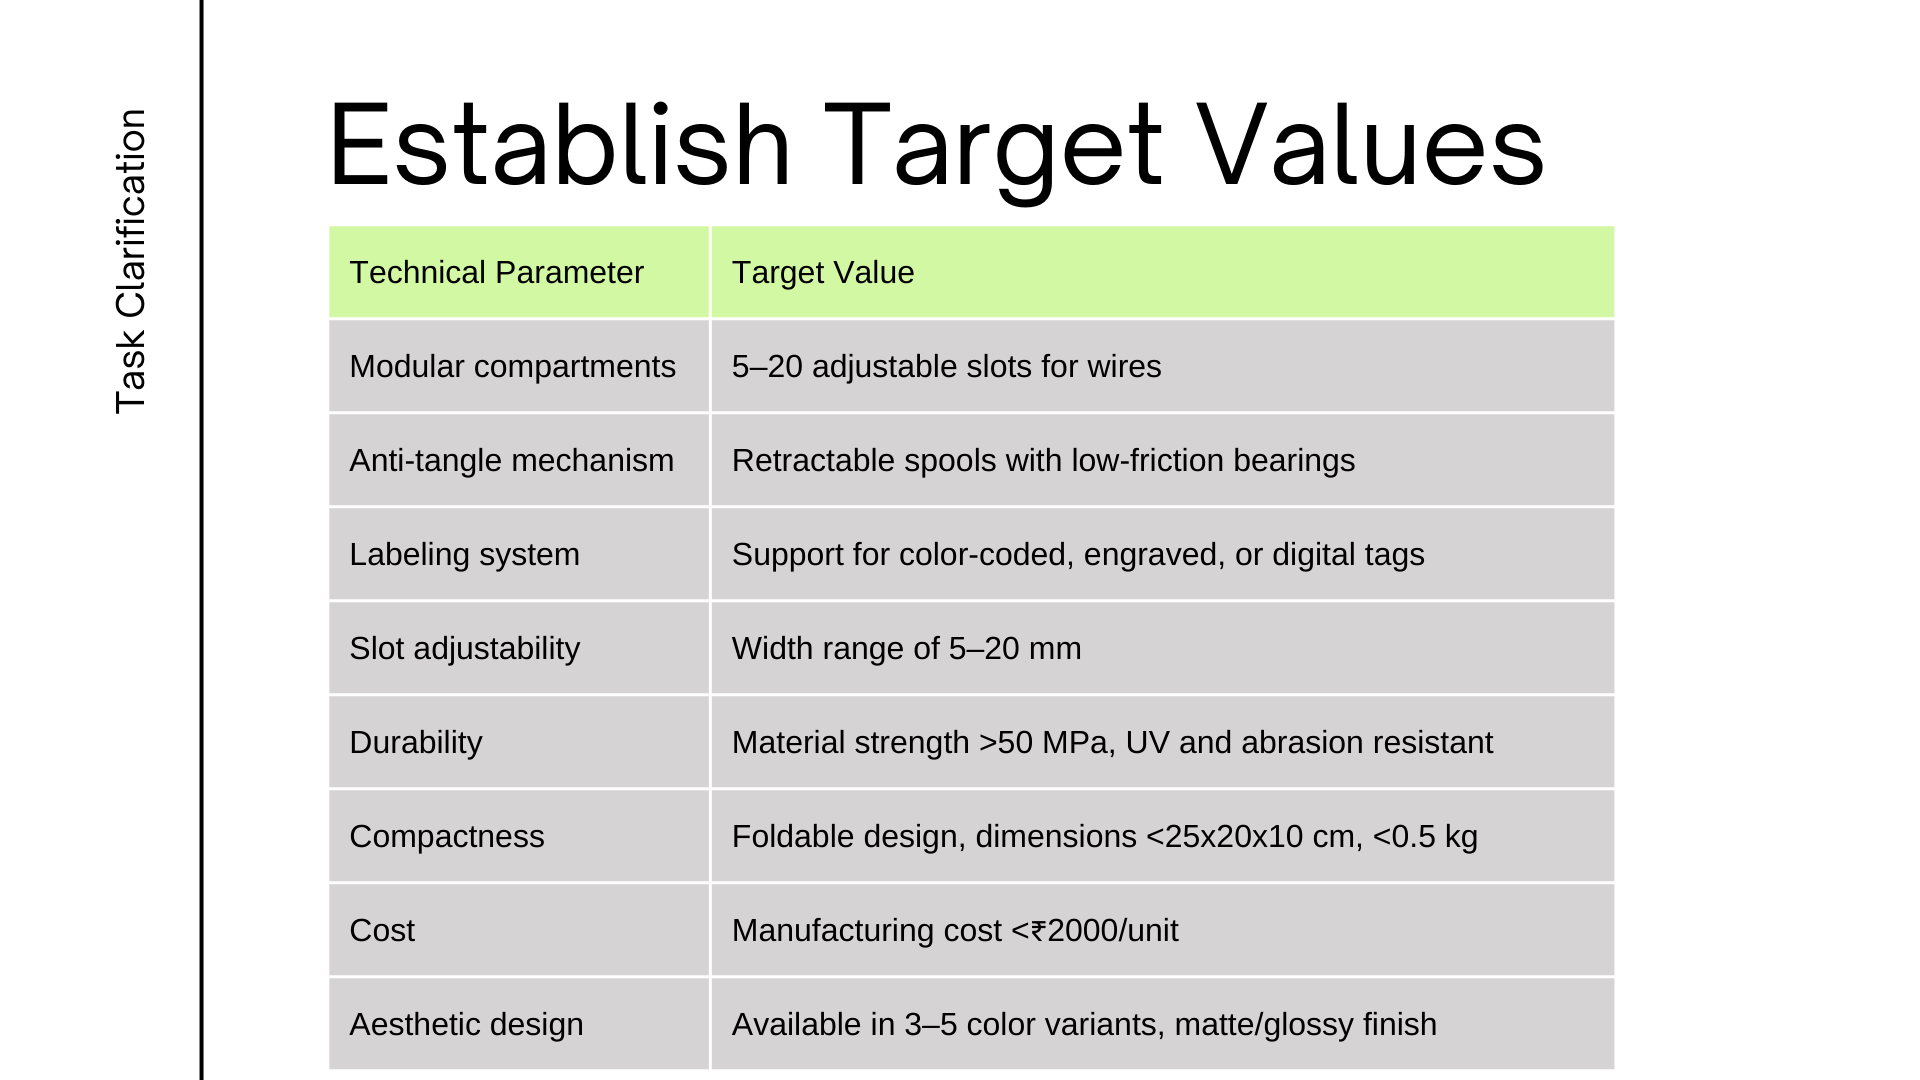 Task Clarification
Establish Target Values
Technical Parameter
Target Value
Modular compartments
5–20 adjustable slots for wires
Anti-tangle mechanism
Retractable spools with low-friction bearings
Labeling system
Support for color-coded, engraved, or digital tags
Slot adjustability
Width range of 5–20 mm
Durability
Material strength >50 MPa, UV and abrasion resistant
Compactness
Foldable design, dimensions <25x20x10 cm, <0.5 kg
Cost
Manufacturing cost <₹2000/unit
Aesthetic design
Available in 3–5 color variants, matte/glossy finish